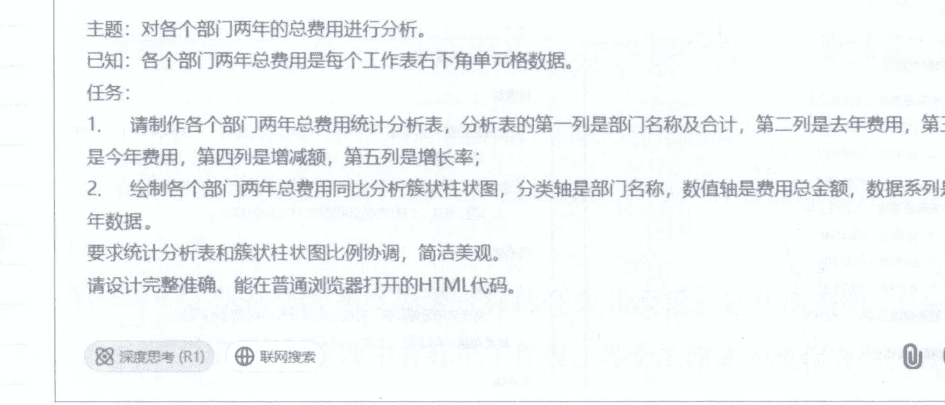 主题：对各个部门两年的总费用进行分析。
已知：各个部门两年总费用是每个工作表右下角单元格数据。
任务：
1. 请制作各个部门两年总费用统计分析表，分析表的第一列是部门名称及合计，第二列是去年费用，第三
是今年费用，第四列是增减额，第五列是增长率；
2. 绘制各个部门两年总费用同比分析簇状柱状图，分类轴是部门名称，数值轴是费用总金额，数据系列是
年数据。
要求统计分析表和簇状柱状图比例协调，简洁美观。
请设计完整准确、能在普通浏览器打开的HTML代码。
深度思考 (R1) 联网搜索